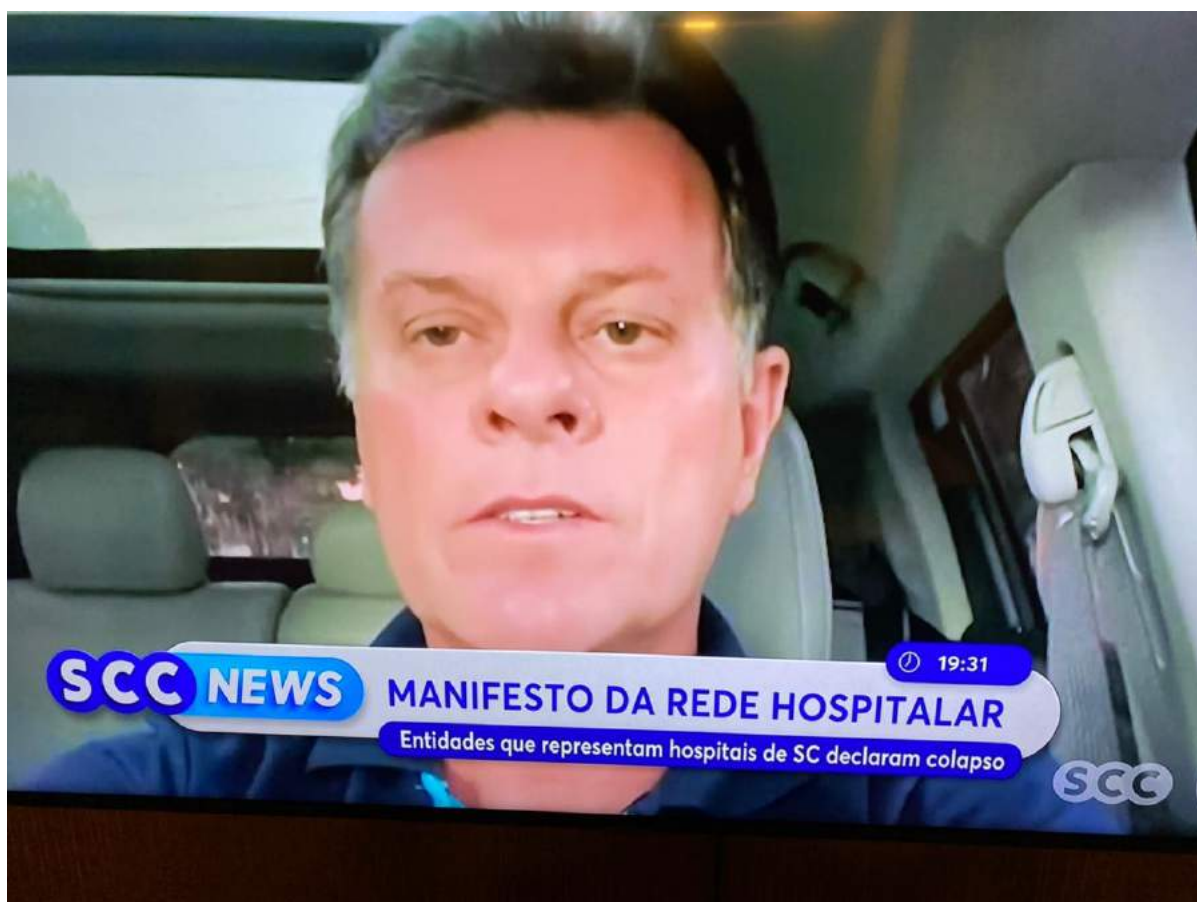 19:31
SCC NEWS
MANIFESTO DA REDE HOSPITALAR
Entidades que representam hospitais de SC declaram colapso
SCC